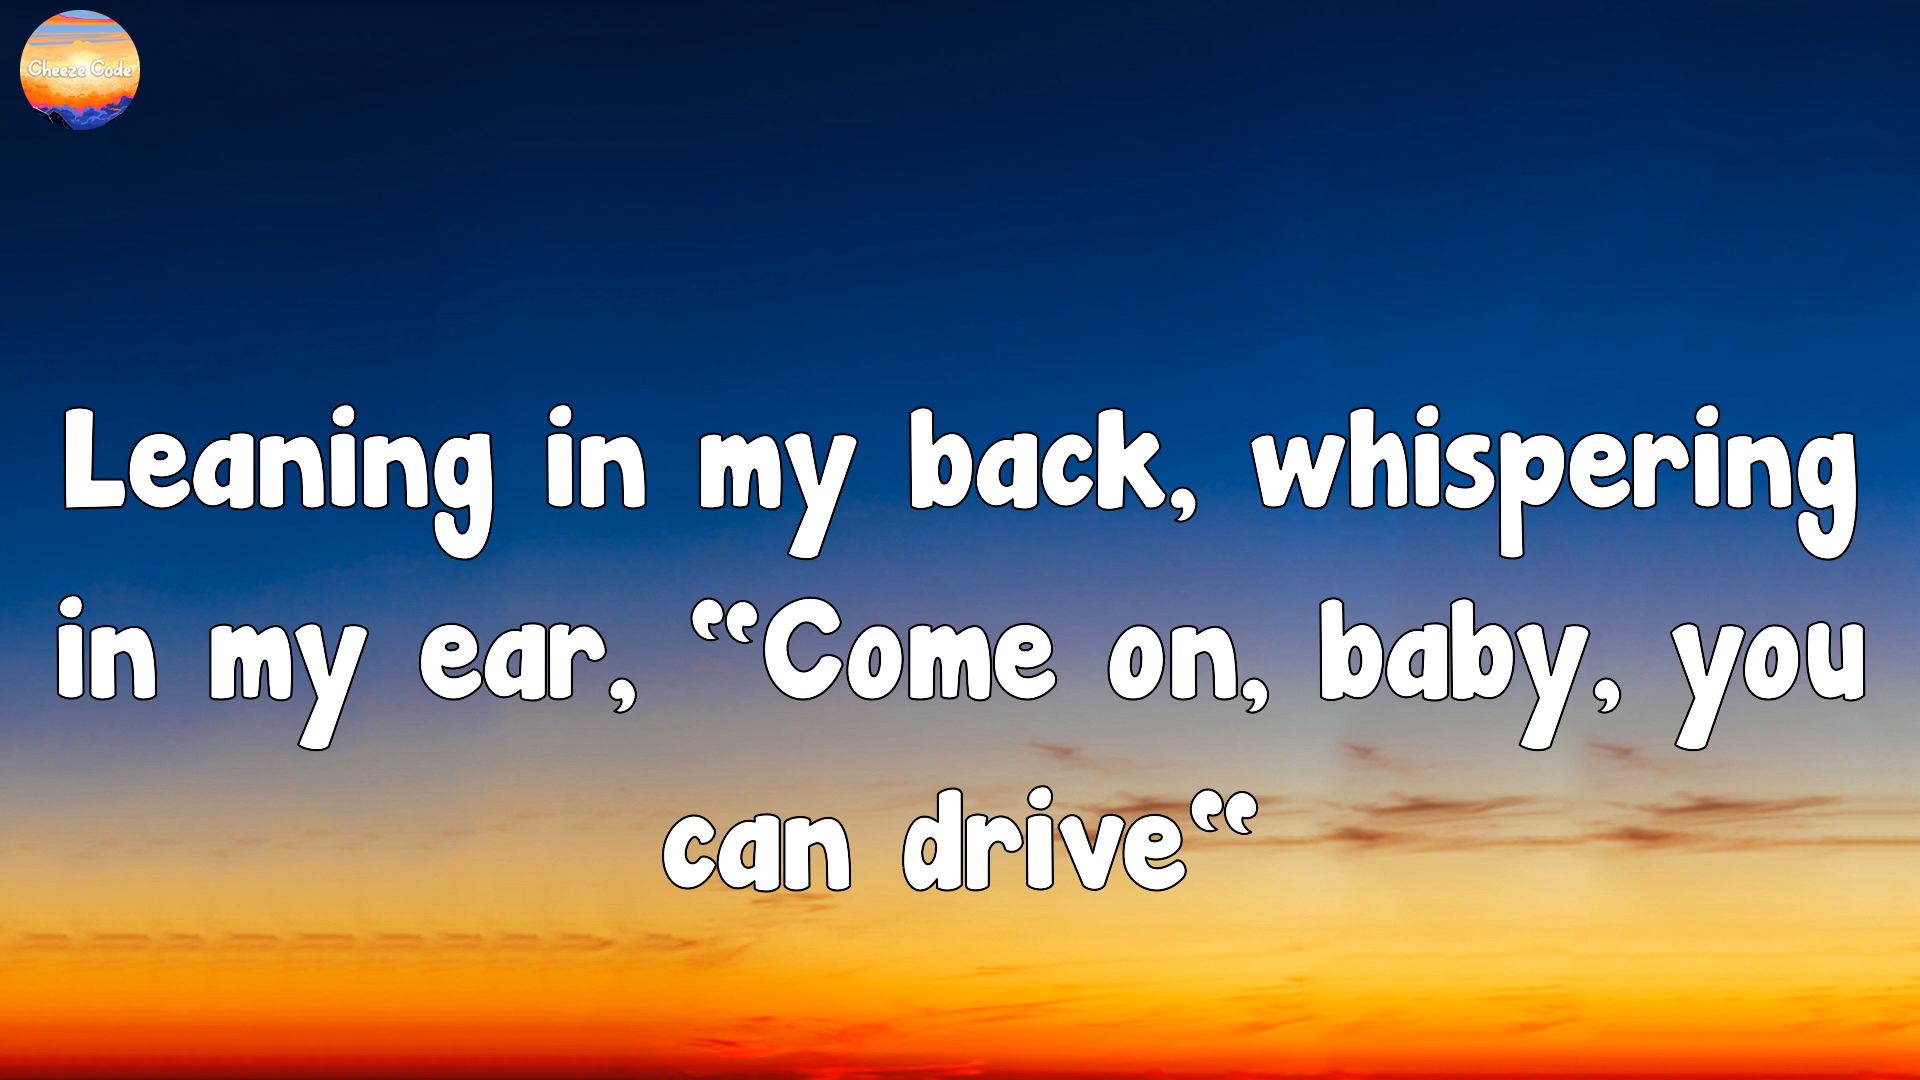 Cheeze Code
Leaning in my back, whispering
in my ear, “Come on, baby, you
can drive“